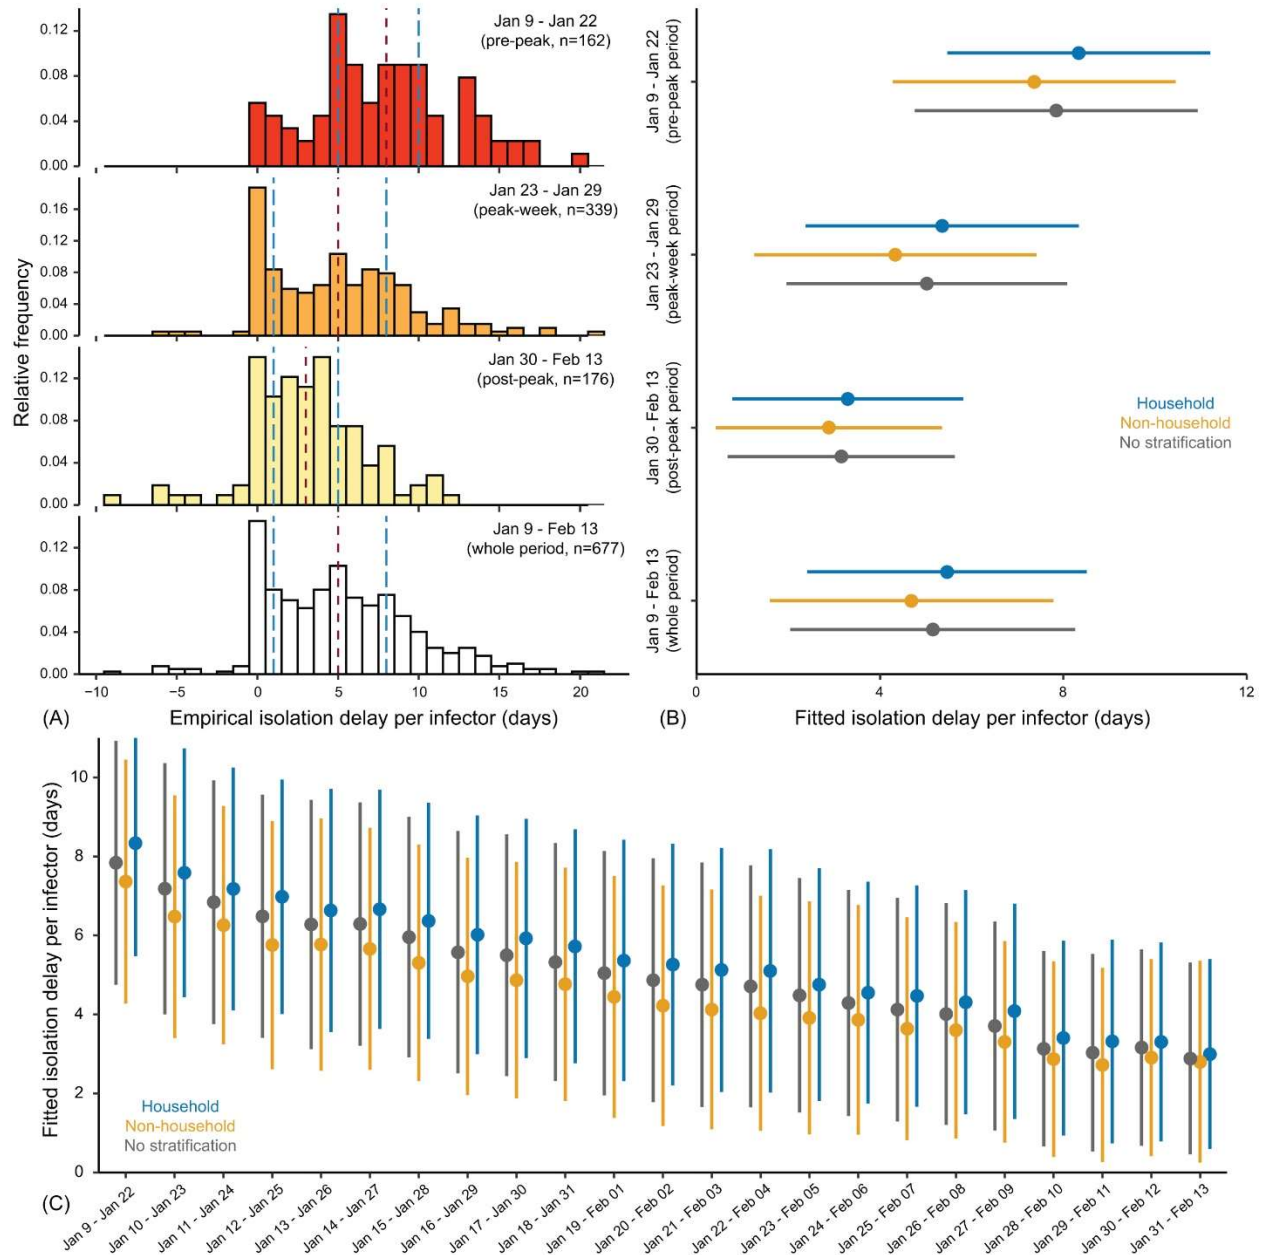 Relative frequency
0.12
0.08
0.04
0.00
Jan 9 - Jan 22
(pre-peak, n=162)
0.16
0.12
0.08
0.04
0.00
Jan 23 - Jan 29
(peak-week, n=339)
0.12
0.08
0.04
0.00
Jan 30 - Feb 13
(post-peak, n=176)
0.12
0.08
0.04
0.00
Jan 9 - Feb 13
(whole period, n=677)
−10 −5 0 5 10 15 20
(A) Empirical isolation delay per infector (days)
Jan 9 - Jan 22
(pre-peak period)
Jan 23 - Jan 29
(peak-week period)
Jan 30 - Feb 13
(post-peak period)
Jan 9 - Feb 13
(whole period)
Household
Non-household
No stratification
0 4 8 12
(B) Fitted isolation delay per infector (days)
Fitted isolation delay per infector (days)
10
8
6
4
2
0
Household
Non-household
No stratification
(C)
Jan 9 - Jan 22
Jan 10 - Jan 23
Jan 11 - Jan 24
Jan 12 - Jan 25
Jan 13 - Jan 26
Jan 14 - Jan 27
Jan 15 - Jan 28
Jan 16 - Jan 29
Jan 17 - Jan 30
Jan 18 - Jan 31
Jan 19 - Feb 01
Jan 20 - Feb 02
Jan 21 - Feb 03
Jan 22 - Feb 04
Jan 23 - Feb 05
Jan 24 - Feb 06
Jan 25 - Feb 07
Jan 26 - Feb 08
Jan 27 - Feb 09
Jan 28 - Feb 10
Jan 29 - Feb 11
Jan 30 - Feb 12
Jan 31 - Feb 13